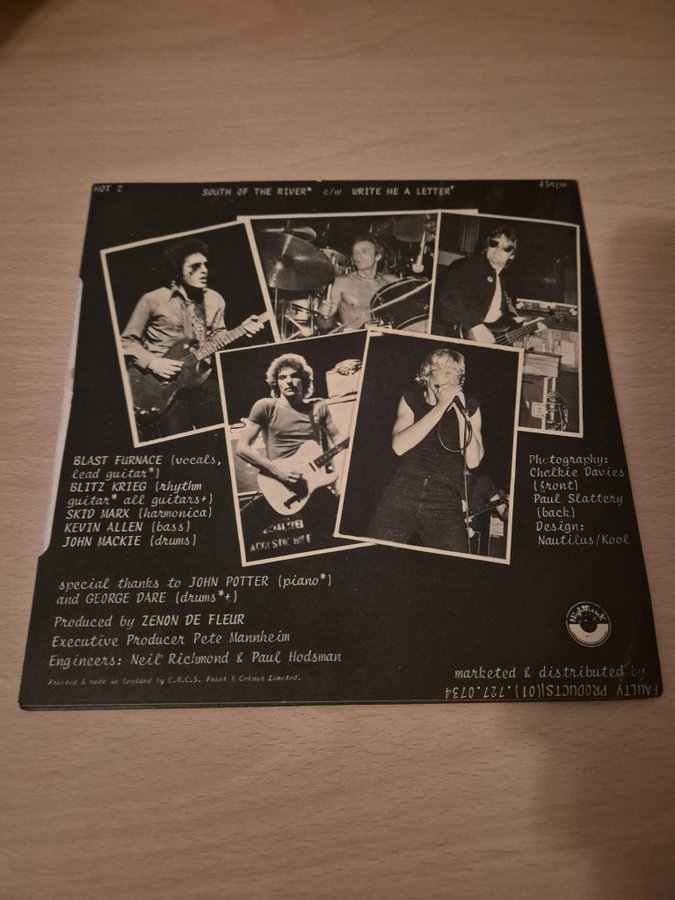 HOT 2
SOUTH OF THE RIVER* c/w WRITE ME A LETTER+
45rpm
BLAST FURNACE (vocals,
lead guitar*)
BLITZ KRIEG (rhythm
guitar* all guitars+)
SKID MARX (harmonica)
KEVIN ALLEN (bass)
JOHN MACKIE (drums)
Photography:
Chalkie Davies
(front)
Paul Slattery
(back)
Design:
Nautilus/Kool
special thanks to JOHN POTTER (piano*)
and GEORGE DARE (drums*+)
Produced by ZENON DE FLEUR
Executive Producer Pete Mannheim
Engineers: Neil Richmond & Paul Hodsman
Printed & made in England by C.M.C.S. Print & Colour Limited.
Nighthawk
marketed & distributed by
FAULTY PRODUCTS|(01).727.0734